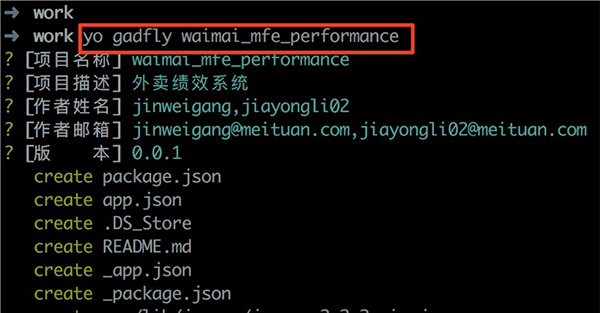 ➜ work
➜ work yo gadfly waimai_mfe_performance
? [项目名称] waimai_mfe_performance
? [项目描述] 外卖绩效系统
? [作者姓名] jinweigang,jiayongli02
? [作者邮箱] jinweigang@meituan.com,jiayongli02@meituan.com
? [版 本] 0.0.1
create package.json
create app.json
create .DS_Store
create README.md
create _app.json
create _package.json